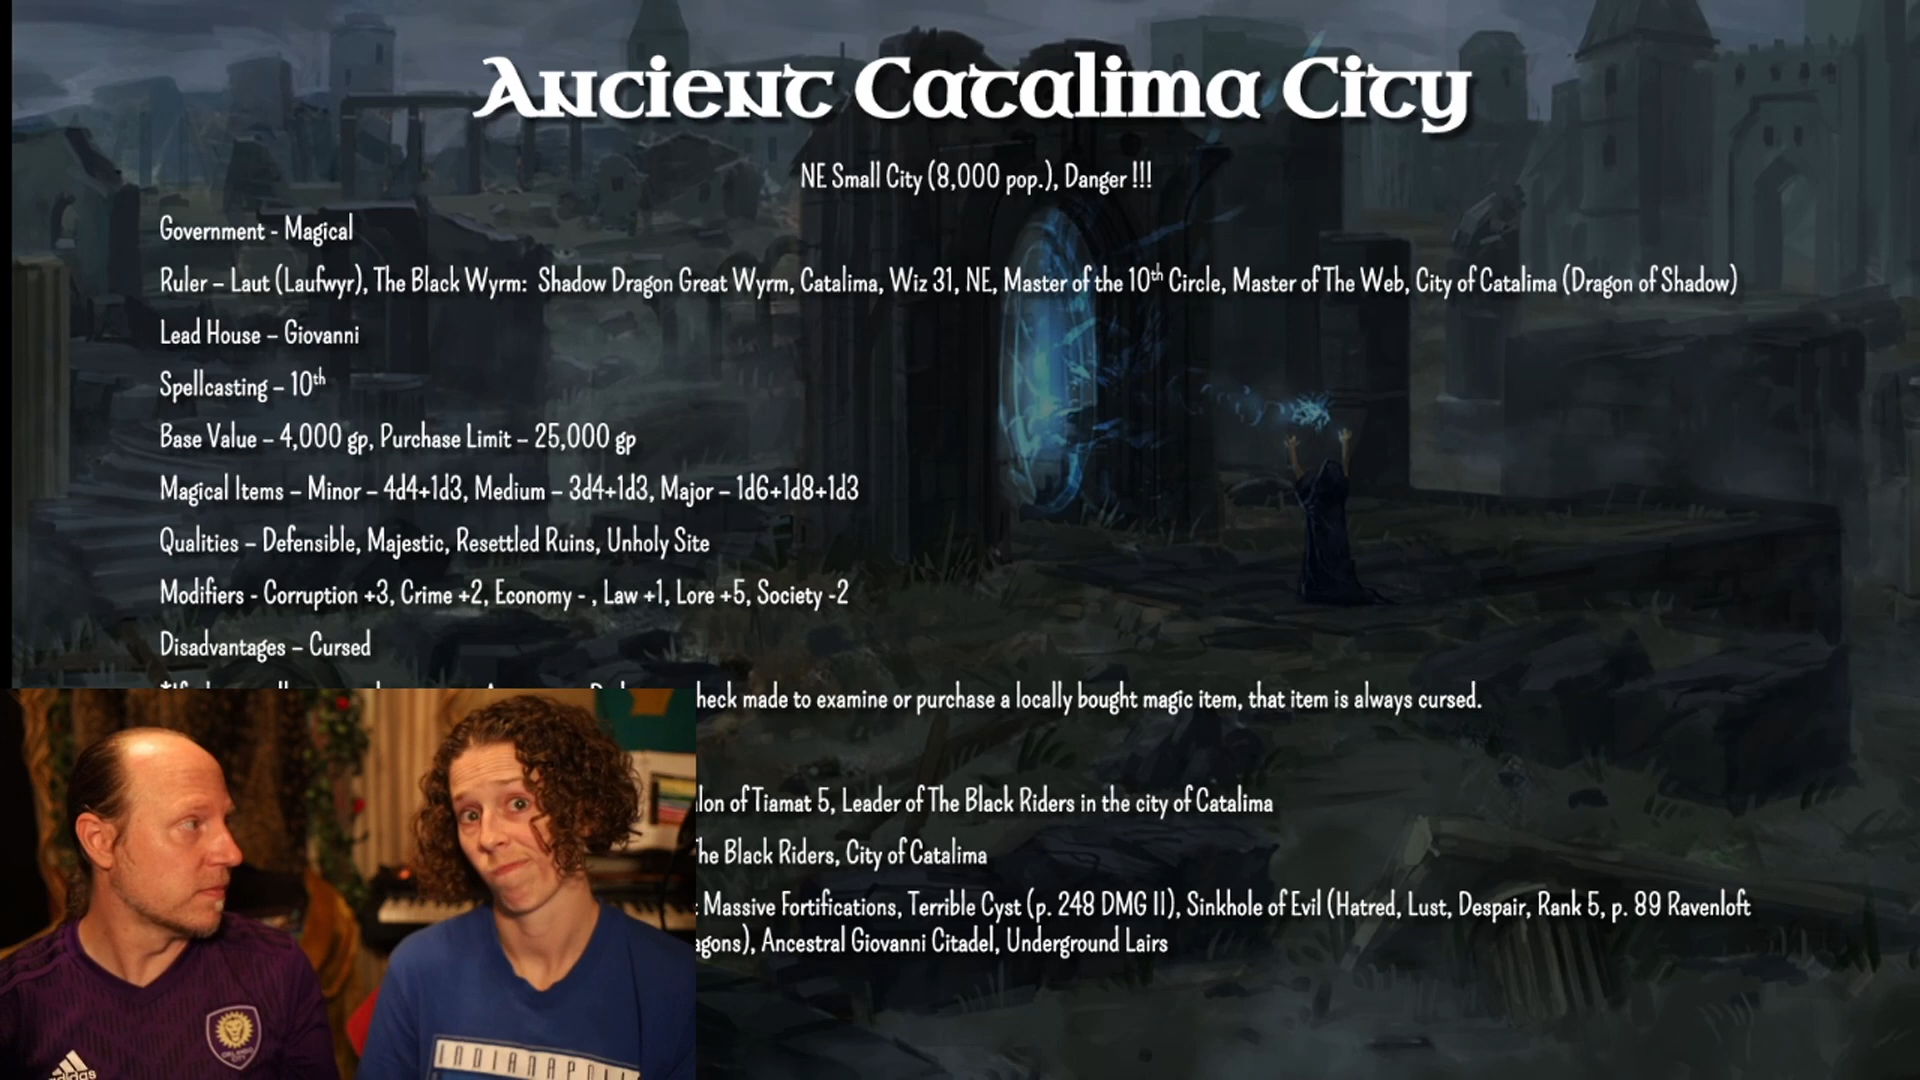 Ancient Catalima City
NE Small City (8,000 pop.), Danger !!!
Government - Magical
Ruler – Laut (Laufwyr), The Black Wyrm: Shadow Dragon Great Wyrm, Catalima, Wiz 31, NE, Master of the 10th Circle, Master of The Web, City of Catalima (Dragon of Shadow)
Lead House – Giovanni
Spellcasting – 10th
Base Value – 4,000 gp, Purchase Limit – 25,000 gp
Magical Items – Minor – 4d4+1d3, Medium – 3d4+1d3, Major – 1d6+1d8+1d3
Qualities – Defensible, Majestic, Resettled Ruins, Unholy Site
Modifiers - Corruption +3, Crime +2, Economy - , Law +1, Lore +5, Society -2
Disadvantages – Cursed
made to examine or purchase a locally bought magic item, that item is always cursed.
of Tiamat 5, Leader of The Black Riders in the city of Catalima
The Black Riders, City of Catalima
Massive Fortifications, Terrible Cyst (p. 248 DMG II), Sinkhole of Evil (Hatred, Lust, Despair, Rank 5, p. 89 Ravenloft
Ancestral Giovanni Citadel, Underground Lairs
ORLANDO
CITY
adidas